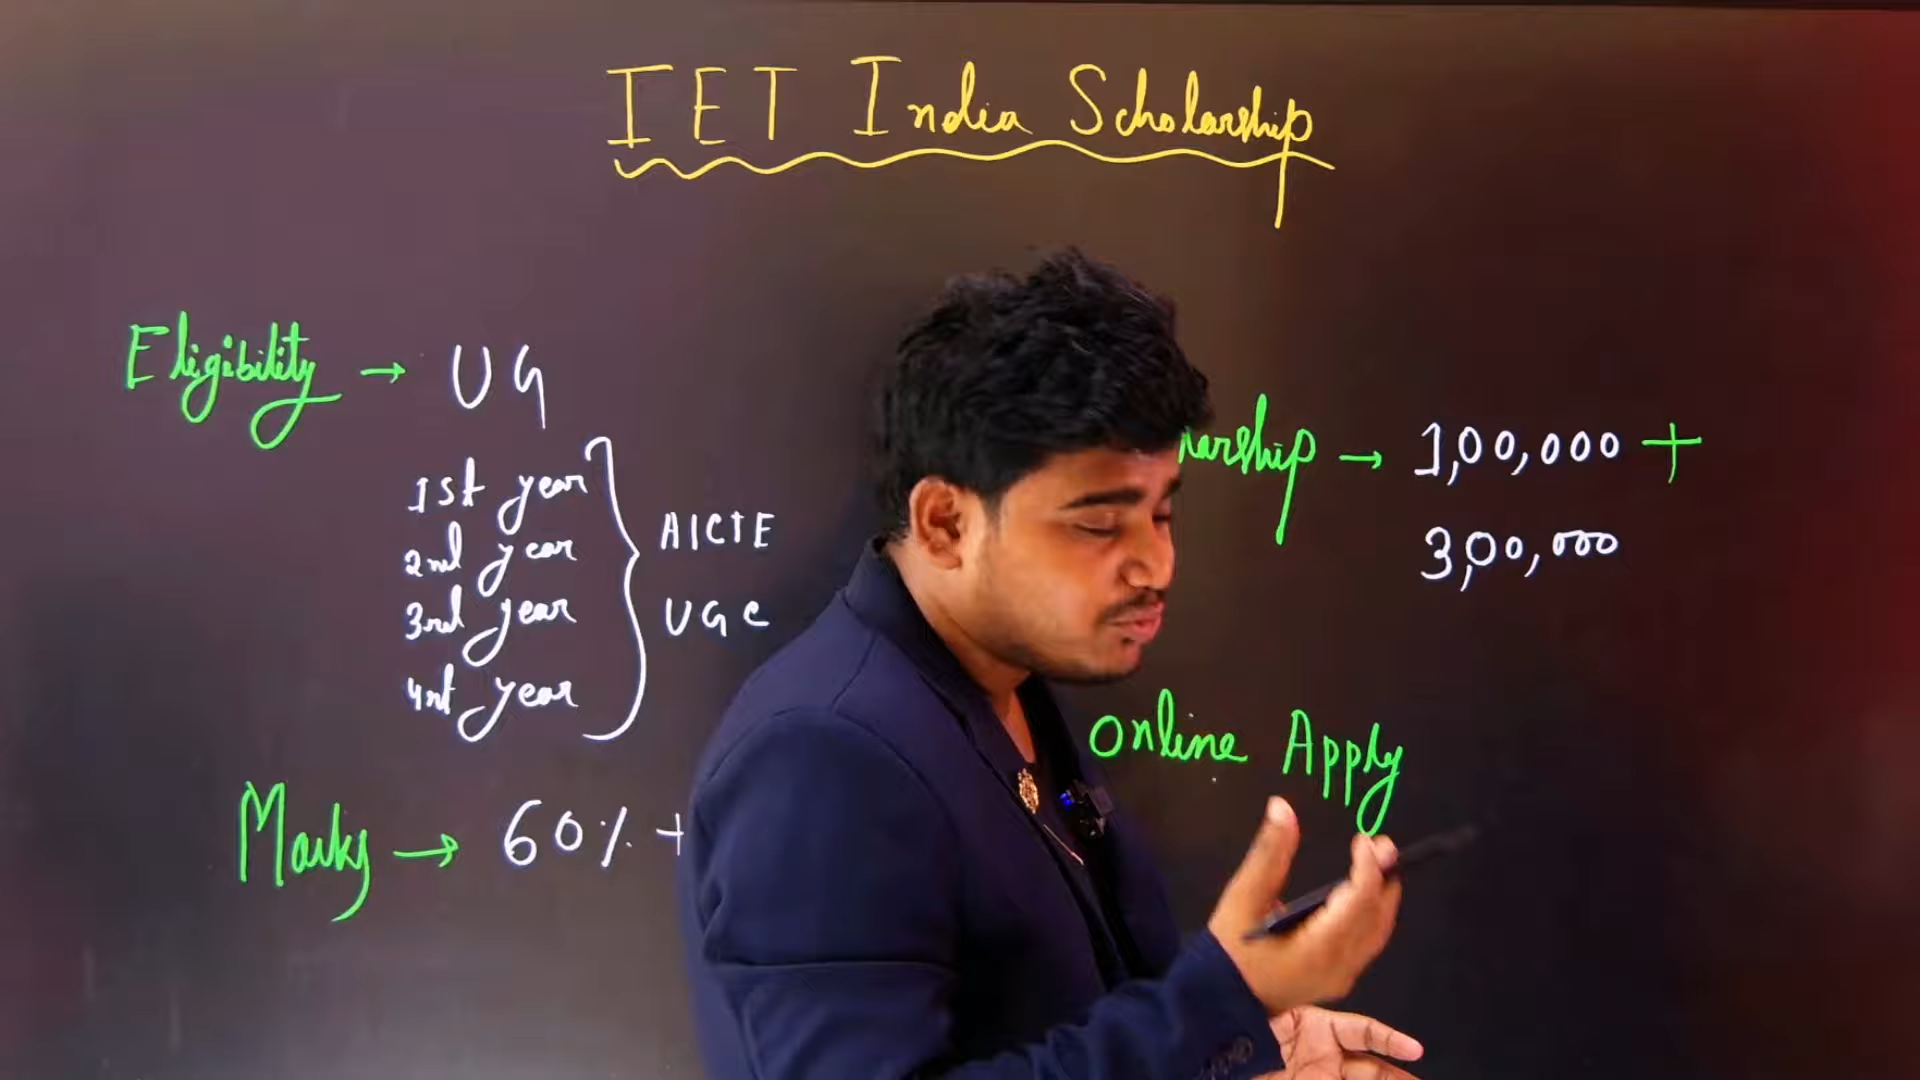 IET India Scholarship
Eligibility → UG
1st year
2nd year
3rd year
4rt year
AICTE
UGC
Marks → 60% +
→ 1,00,000 +
3,00,000
Online Apply